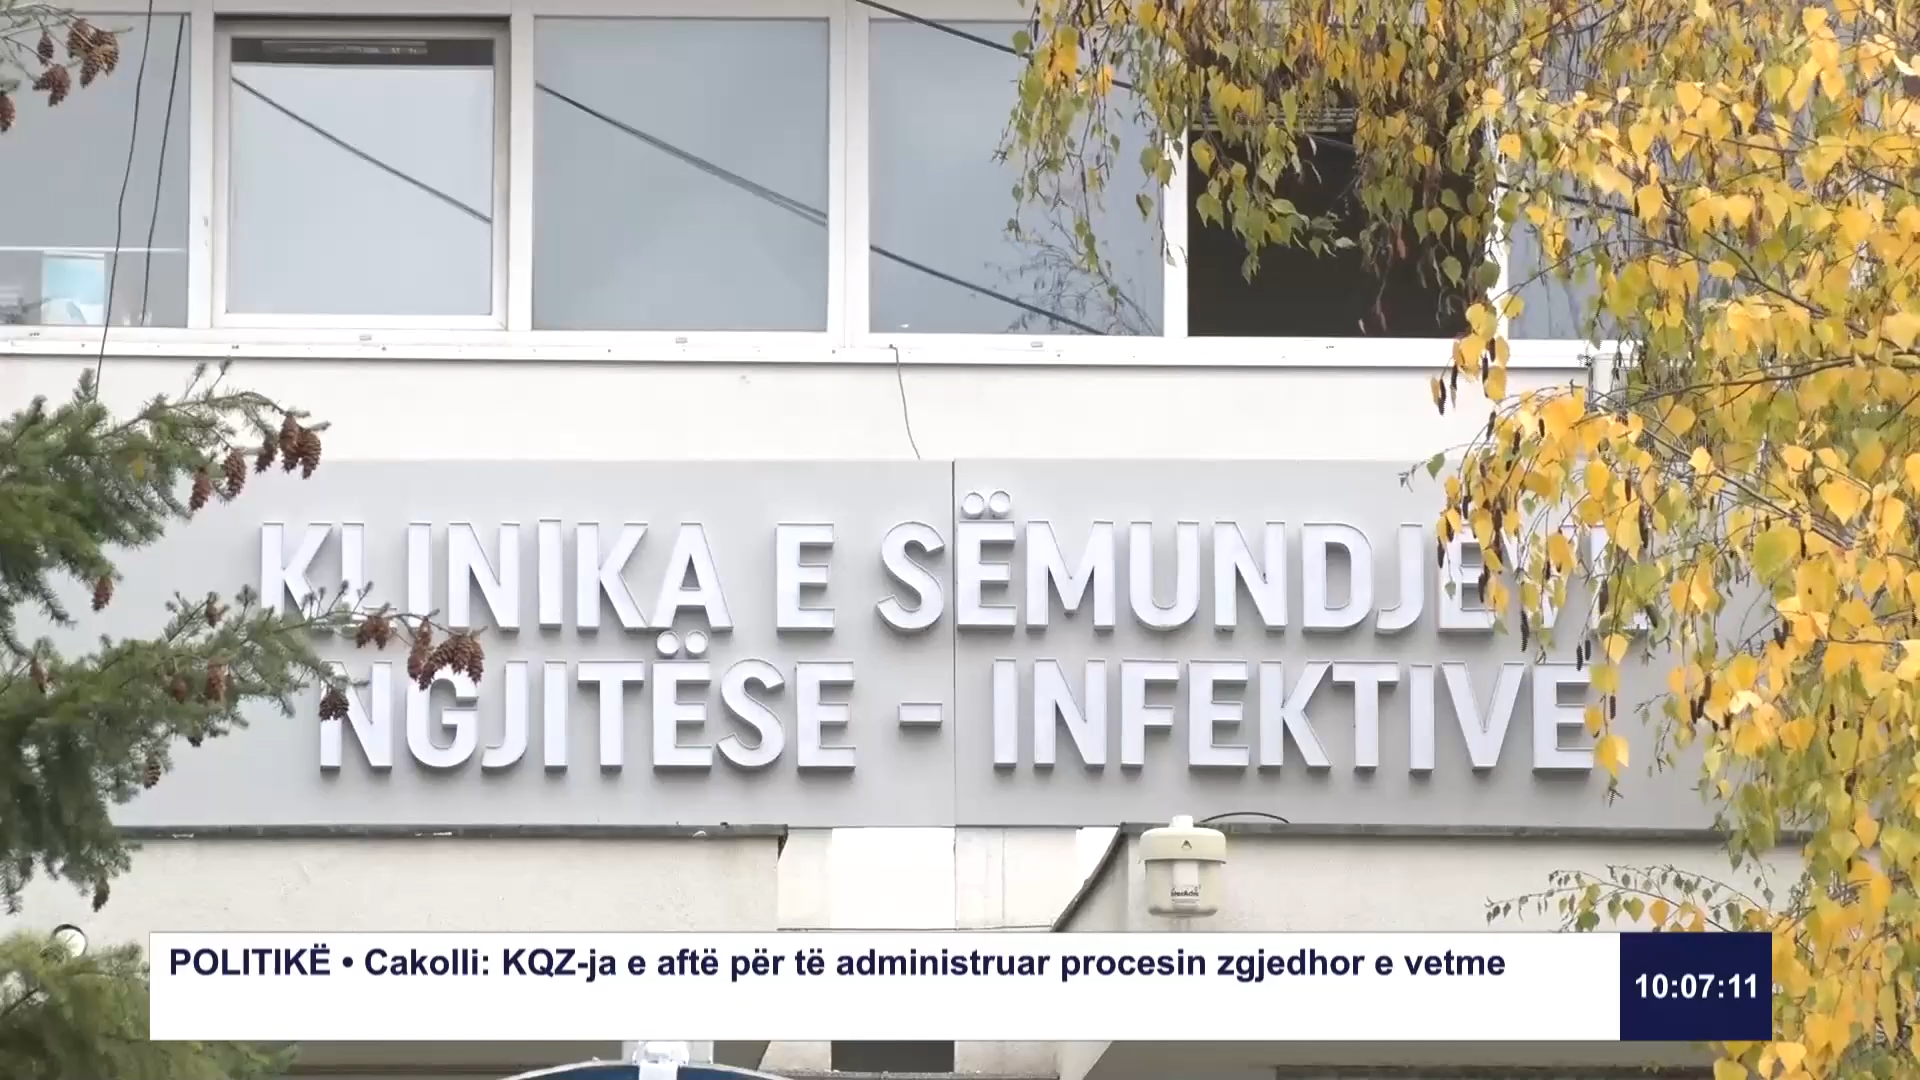 KLINIKA E SËMUNDJEVE
NGJITËSE - INFEKTIVE
POLITIKË • Cakolli: KQZ-ja e aftë për të administruar procesin zgjedhor e vetme
10:07:11